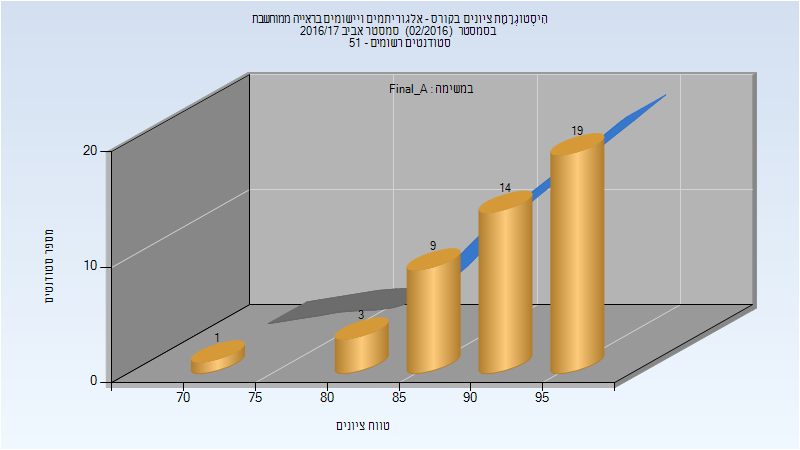 היסטוגרמת ציונים בקורס - אלגוריתמים ויישומים בראייה ממוחשבת
בסמסטר (02/2016) סמסטר אביב 2016/17
סטודנטים רשומים - 51
במשימה : Final_A
20
10
0
מספר סטודנטים
1
3
9
14
19
70
75
80
85
90
95
טווח ציונים